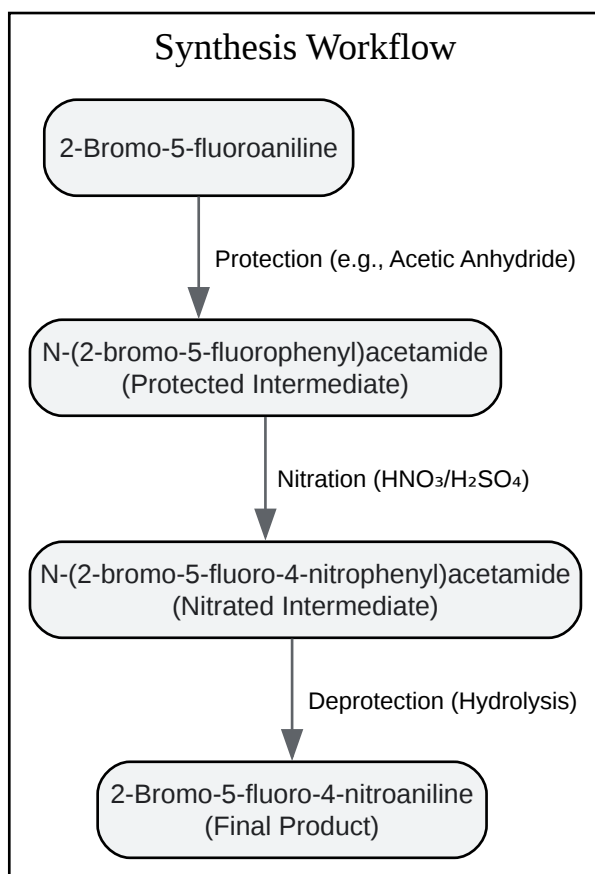 Synthesis Workflow
2-Bromo-5-fluoroaniline
Protection (e.g., Acetic Anhydride)
N-(2-bromo-5-fluorophenyl)acetamide
(Protected Intermediate)
Nitration (HNO₃/H₂SO₄)
N-(2-bromo-5-fluoro-4-nitrophenyl)acetamide
(Nitrated Intermediate)
Deprotection (Hydrolysis)
2-Bromo-5-fluoro-4-nitroaniline
(Final Product)